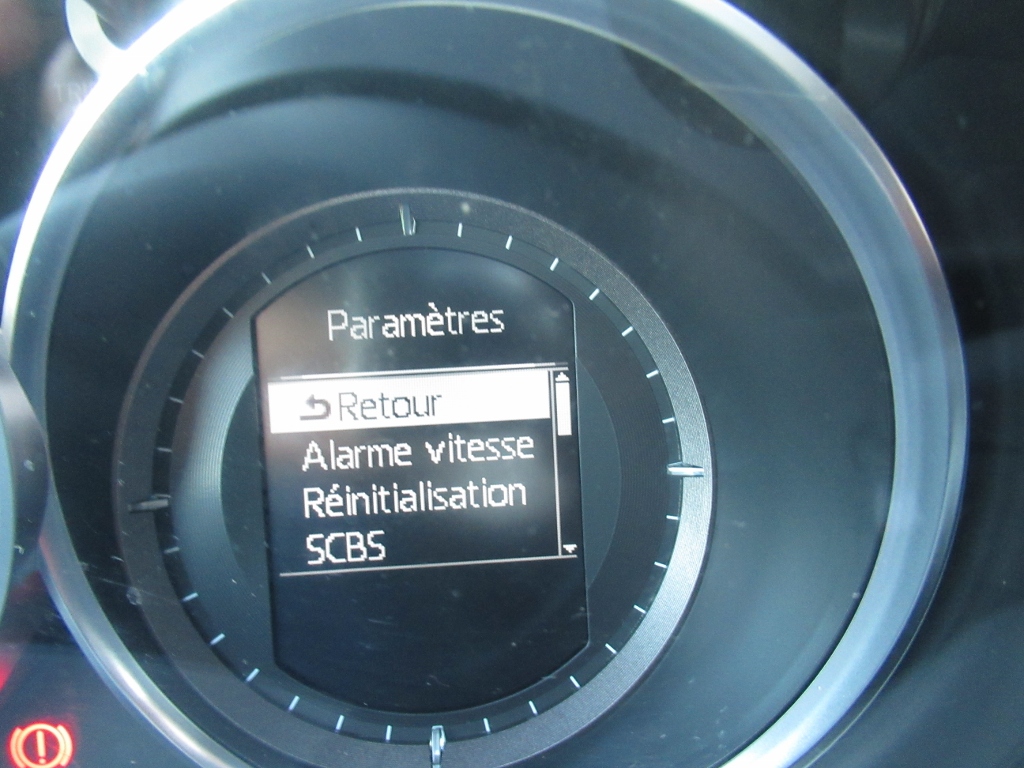 Paramètres
Retour
Alarme vitesse
Réinitialisation
SCBS